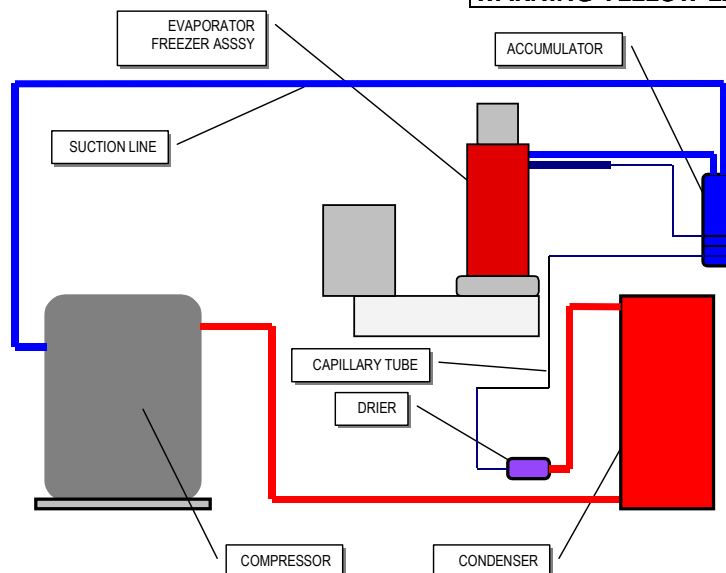 EVAPORATOR
FREEZER ASSSY
ACCUMULATOR
SUCTION LINE
CAPILLARY TUBE
DRIER
COMPRESSOR
CONDENSER